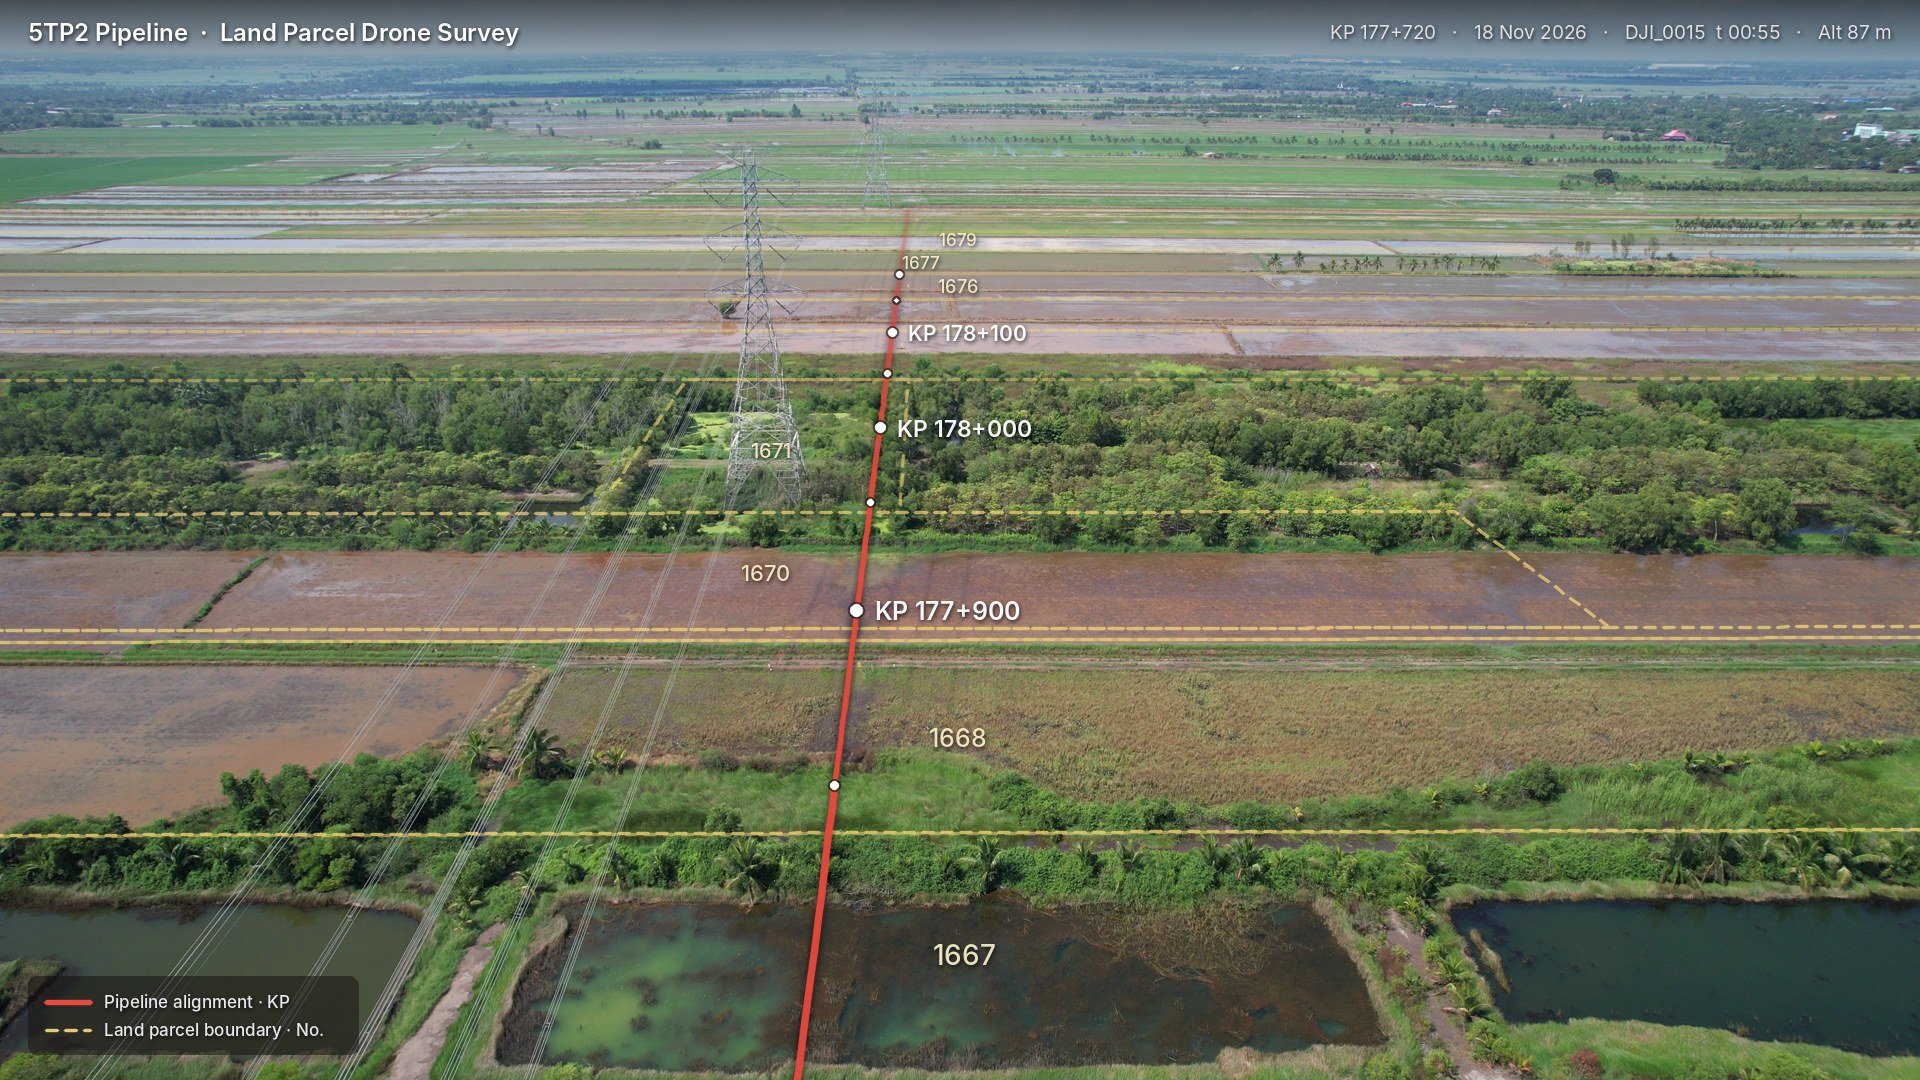 5TP2 Pipeline · Land Parcel Drone Survey
KP 177+720 · 18 Nov 2026 · DJI_0015 t 00:55 · Alt 87 m
1679
1677
1676
KP 178+100
KP 178+000
1671
1670
KP 177+900
1668
1667
Pipeline alignment · KP
Land parcel boundary · No.